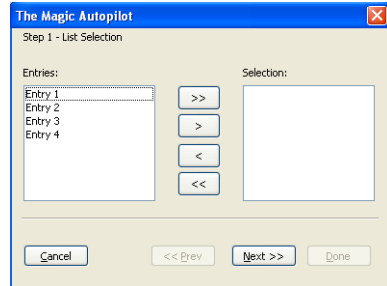 The Magic Autopilot
Step 1 - List Selection
Entries:
Selection:
Entry 1
Entry 2
Entry 3
Entry 4
>>
>
<
<<
Cancel
<< Prev
Next >>
Done